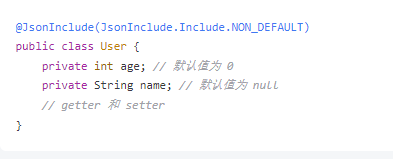 @JsonInclude(JsonInclude.Include.NON_DEFAULT)
public class User {
    private int age; // 默认值为 0
    private String name; // 默认值为 null
    // getter 和 setter
}